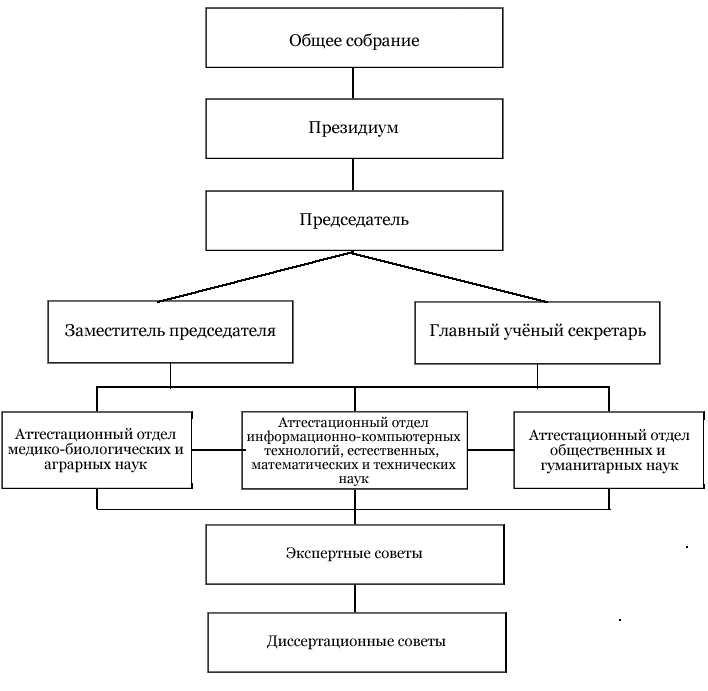 Общее собрание
Президиум
Председатель
Заместитель председателя
Главный учёный секретарь
Аттестационный отдел
медико-биологических и
аграрных наук
Аттестационный отдел
информационно-компьютерных
технологий, естественных,
математических и технических
наук
Аттестационный отдел
общественных и
гуманитарных наук
Экспертные советы
Диссертационные советы